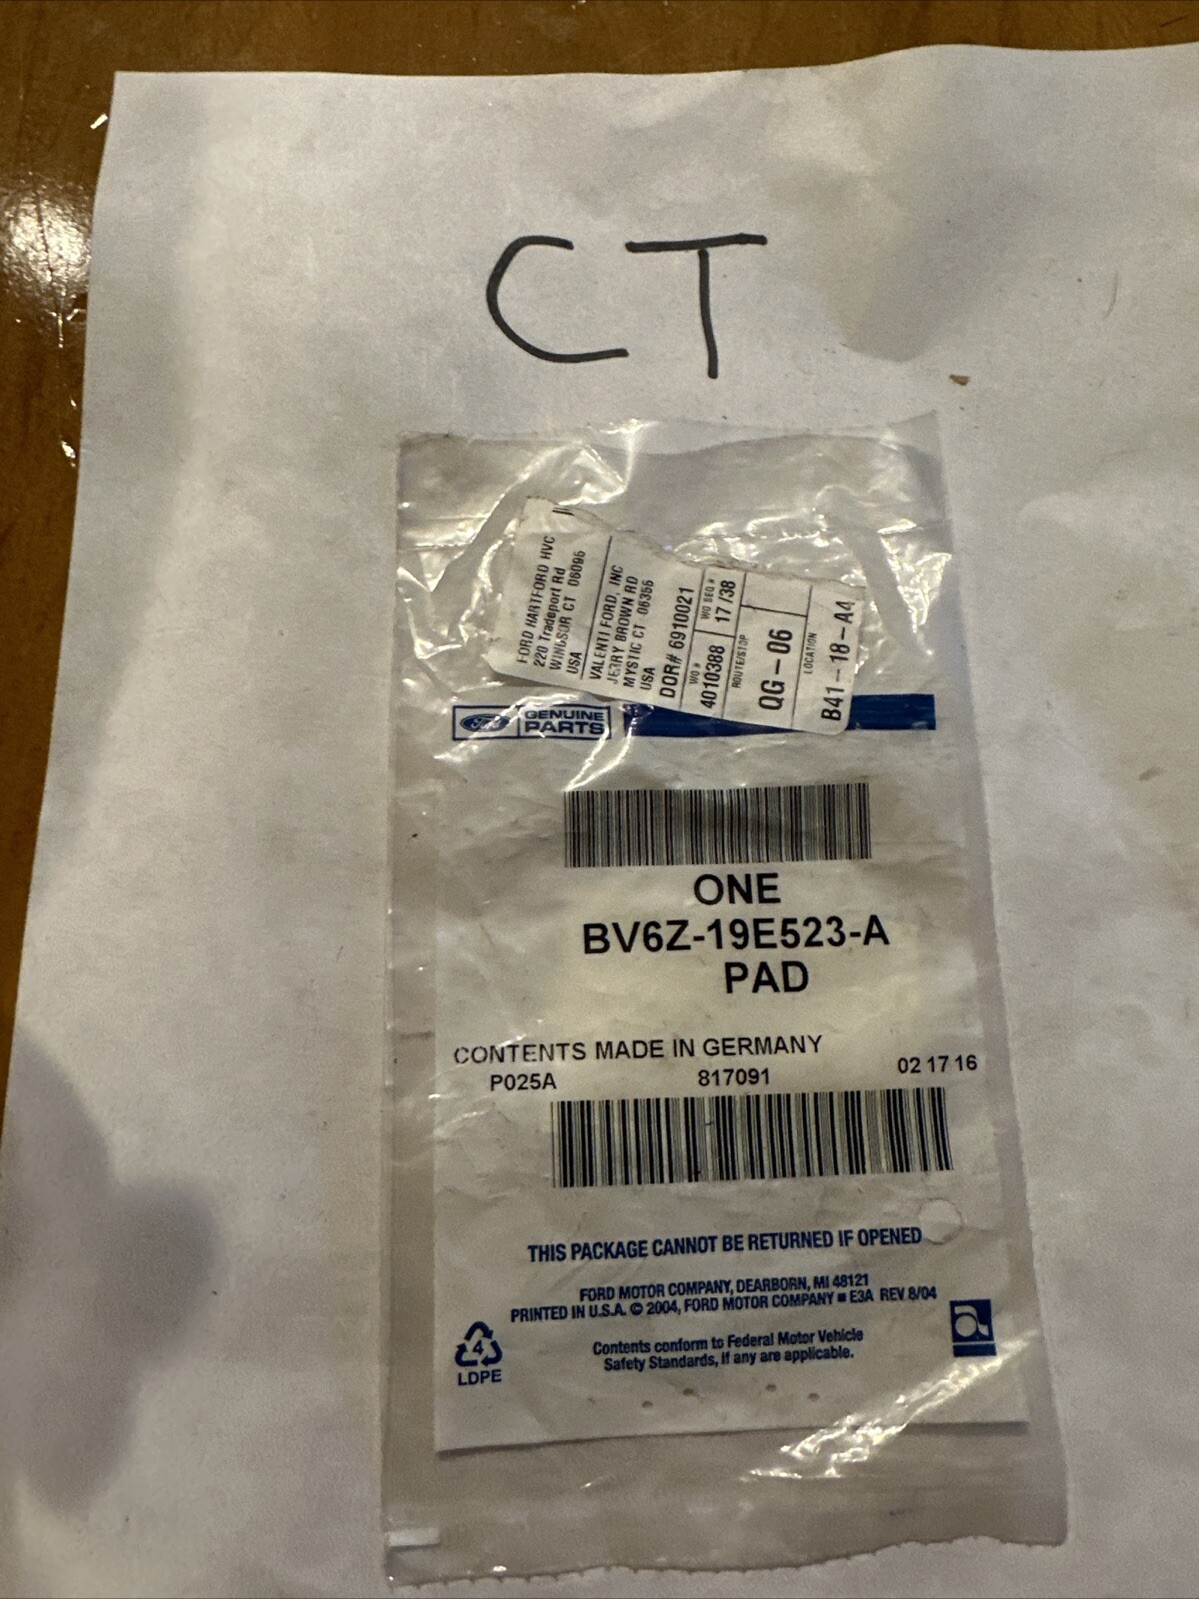 CT
FORD HARTFORD HVC
220 Tradeport Rd
WINDSOR CT 06095
USA
VALENTI FORD, INC
JERRY BROWN RD
MYSTIC CT 06355
USA
DOR# 6910021
WO # WO SEQ #
4010388 17 /38
ROUTE/STOP
QG-06
LOCATION
B41-18-A4
Ford GENUINE
PARTS
ONE
BV6Z-19E523-A
PAD
CONTENTS MADE IN GERMANY
P025A 817091 02 17 16
THIS PACKAGE CANNOT BE RETURNED IF OPENED
FORD MOTOR COMPANY, DEARBORN, MI 48121
PRINTED IN U.S.A. © 2004, FORD MOTOR COMPANY ■ E3A REV 8/04
Contents conform to Federal Motor Vehicle
Safety Standards, if any are applicable.
4
LDPE
a